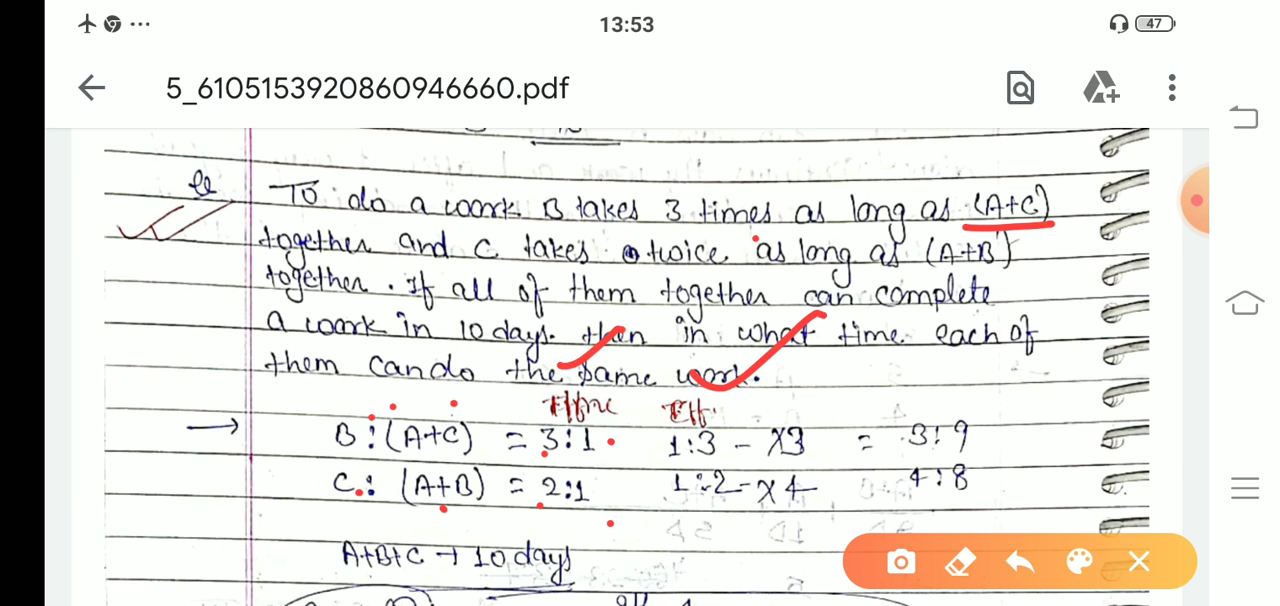 13:53
47
5_6105153920860946660.pdf
To do a work B takes 3 times as long as (A+C)
together and C takes twice as long as (A+B)
together. If all of them together can complete
a work in 10 days. then in what time each of
them can do the same work.
Time Eff.
→ B : (A+C) = 3:1 1:3 - ×3 = 3:9
C : (A+B) = 2:1 1:2 - ×4 4:8
A+B+C → 10 days